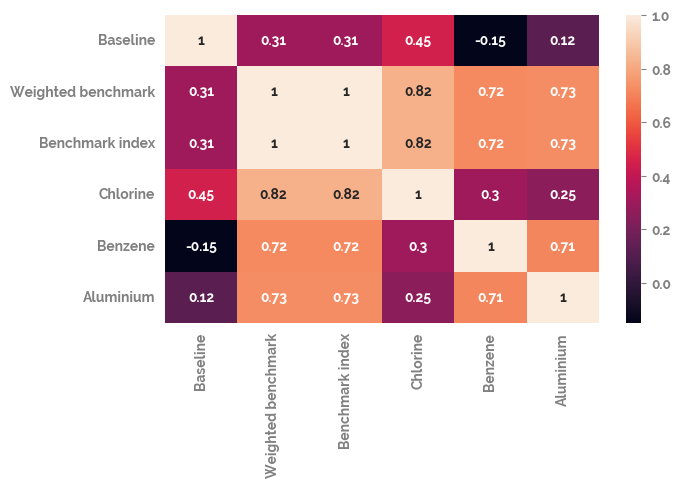 Baseline 1 0.31 0.31 0.45 -0.15 0.12
Weighted benchmark 0.31 1 1 0.82 0.72 0.73
Benchmark index 0.31 1 1 0.82 0.72 0.73
Chlorine 0.45 0.82 0.82 1 0.3 0.25
Benzene -0.15 0.72 0.72 0.3 1 0.71
Aluminium 0.12 0.73 0.73 0.25 0.71 1
Baseline
Weighted benchmark
Benchmark index
Chlorine
Benzene
Aluminium
1.0
0.8
0.6
0.4
0.2
0.0